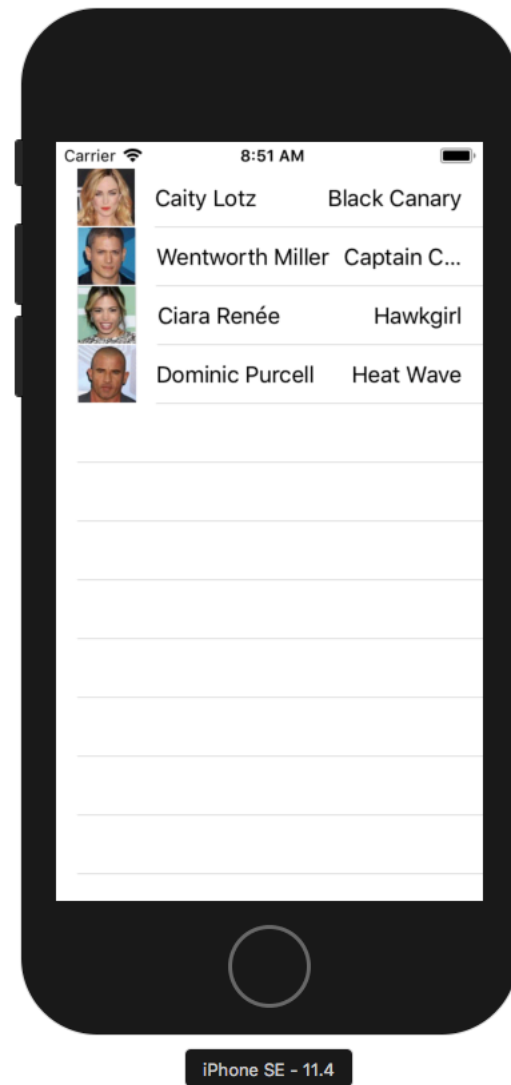 Carrier 8:51 AM
Caity Lotz Black Canary
Wentworth Miller Captain C...
Ciara Renée Hawkgirl
Dominic Purcell Heat Wave
iPhone SE - 11.4